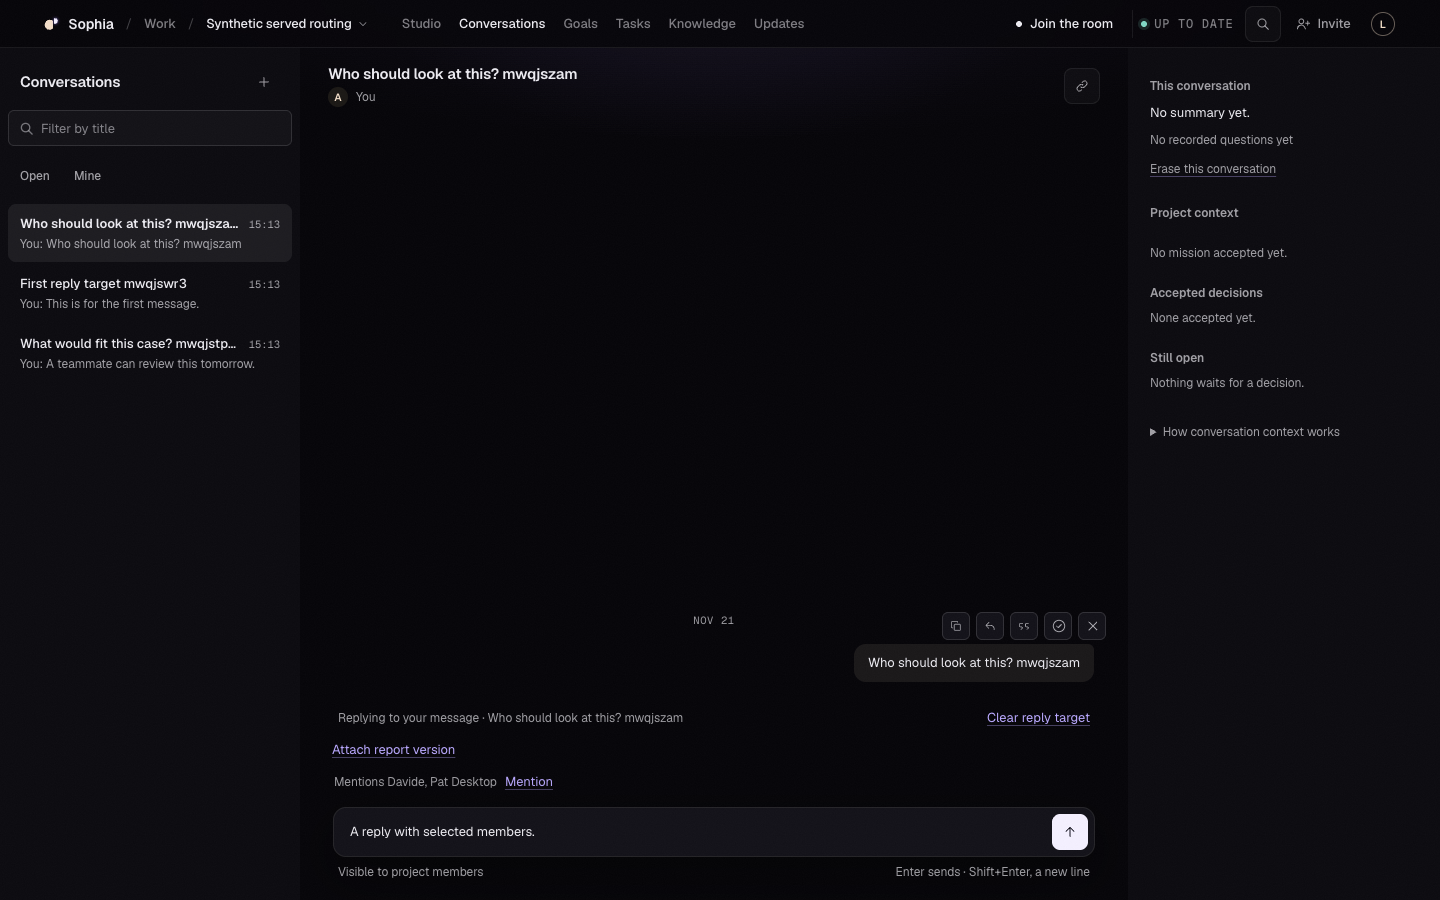 Sophia / Work / Synthetic served routing
Studio Conversations Goals Tasks Knowledge Updates
Join the room
UP TO DATE
Invite
L
Conversations
Filter by title
Open Mine
Who should look at this? mwqjsza... 15:13
You: Who should look at this? mwqjszam
First reply target mwqjswr3 15:13
You: This is for the first message.
What would fit this case? mwqjstp... 15:13
You: A teammate can review this tomorrow.
Who should look at this? mwqjszam
A You
NOV 21
Who should look at this? mwqjszam
Replying to your message · Who should look at this? mwqjszam Clear reply target
Attach report version
Mentions Davide, Pat Desktop Mention
A reply with selected members.
Visible to project members Enter sends · Shift+Enter, a new line
This conversation
No summary yet.
No recorded questions yet
Erase this conversation
Project context
No mission accepted yet.
Accepted decisions
None accepted yet.
Still open
Nothing waits for a decision.
How conversation context works